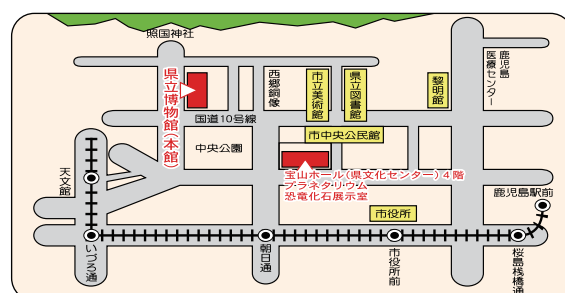 照国神社
県立博物館(本館)
国道10号線
西郷銅像
市立美術館
県立図書館
黎明館
鹿児島
医療センター
市中央公民館
中央公園
宝山ホール(県文化センター)4階
プラネタリウム
恐竜化石展示室
天文館
市役所
鹿児島駅前
いづろ通
朝日通
市役所前
桜島桟橋通